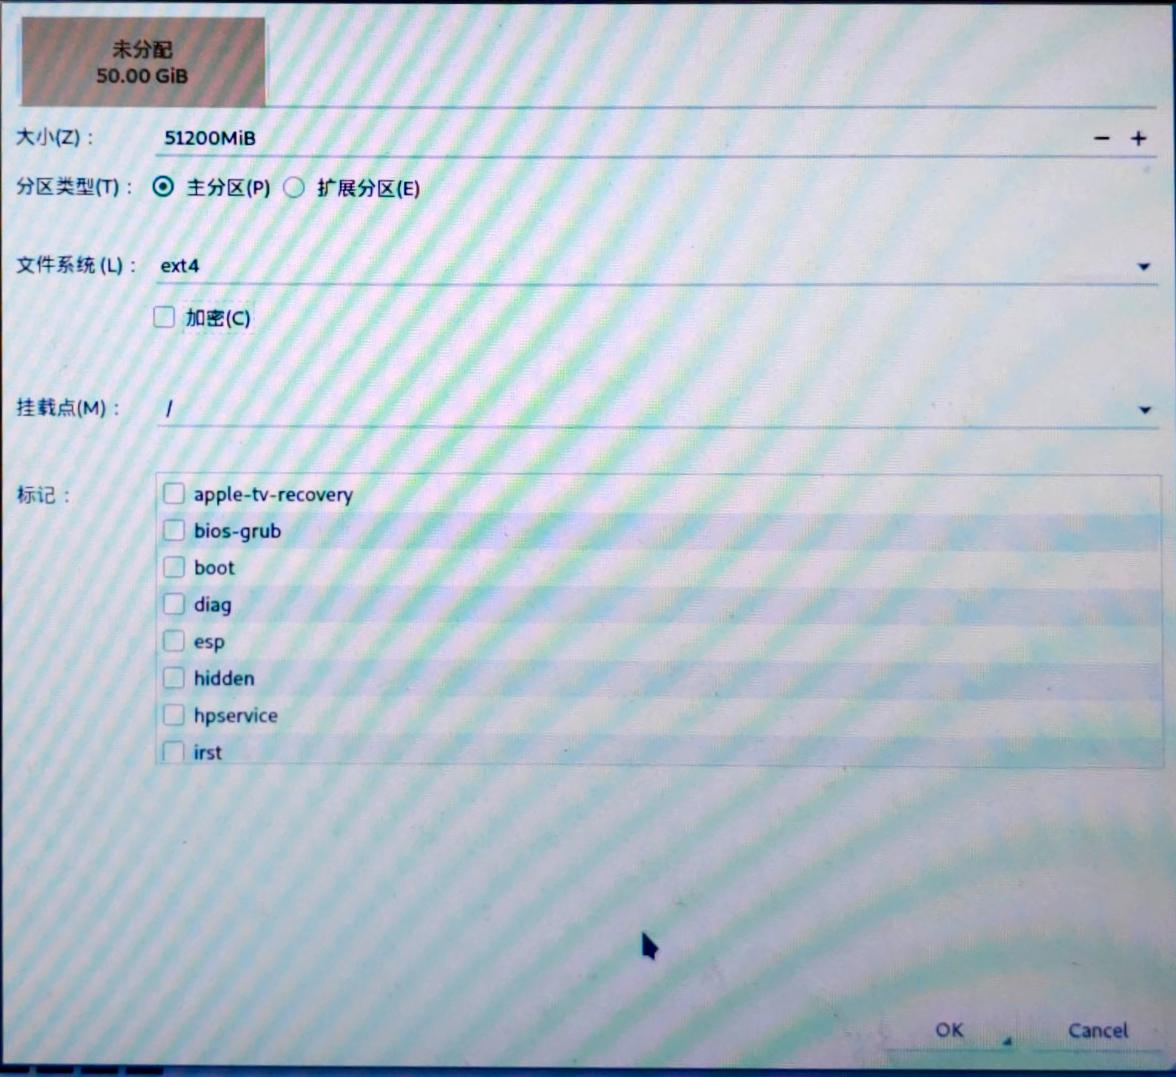 未分配
50.00 GiB
大小(Z)： 51200MiB − +
分区类型(T)： 主分区(P) 扩展分区(E)
文件系统 (L)： ext4
加密(C)
挂载点(M)： /
标记： apple-tv-recovery
bios-grub
boot
diag
esp
hidden
hpservice
irst
OK Cancel